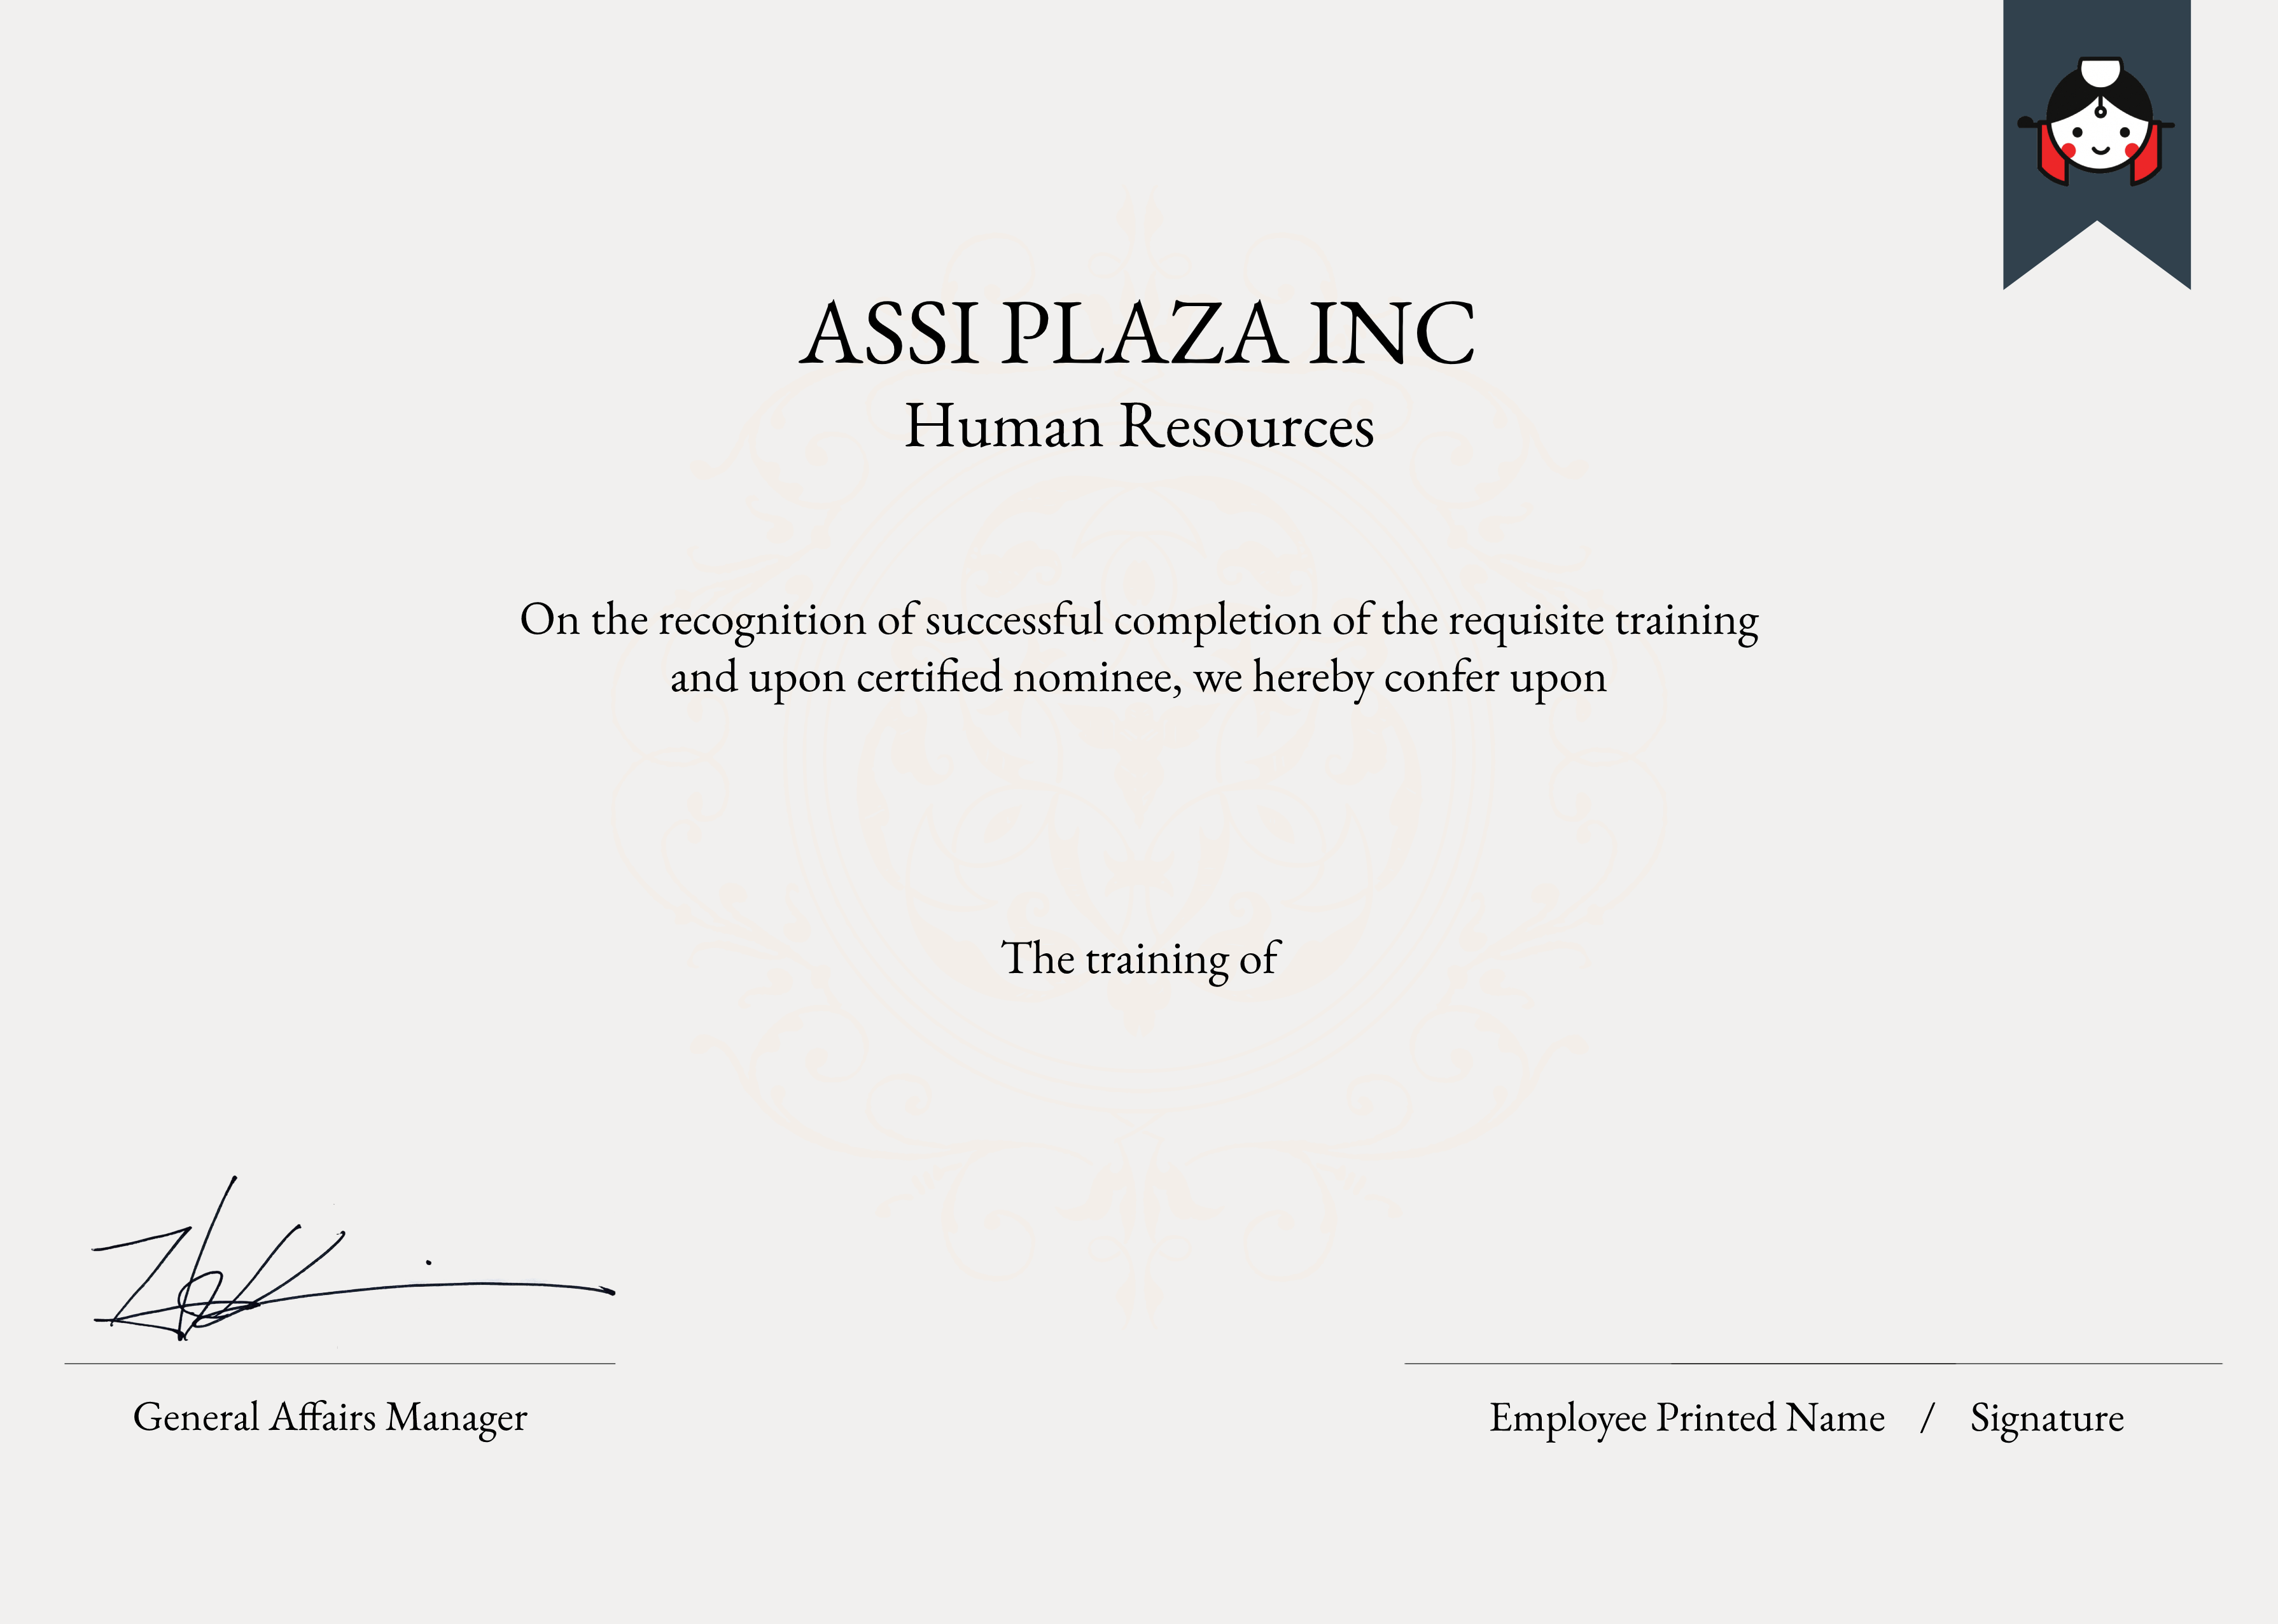 ASSI PLAZA INC
Human Resources
On the recognition of successful completion of the requisite training
and upon certified nominee, we hereby confer upon
The training of
General Affairs Manager
Employee Printed Name / Signature